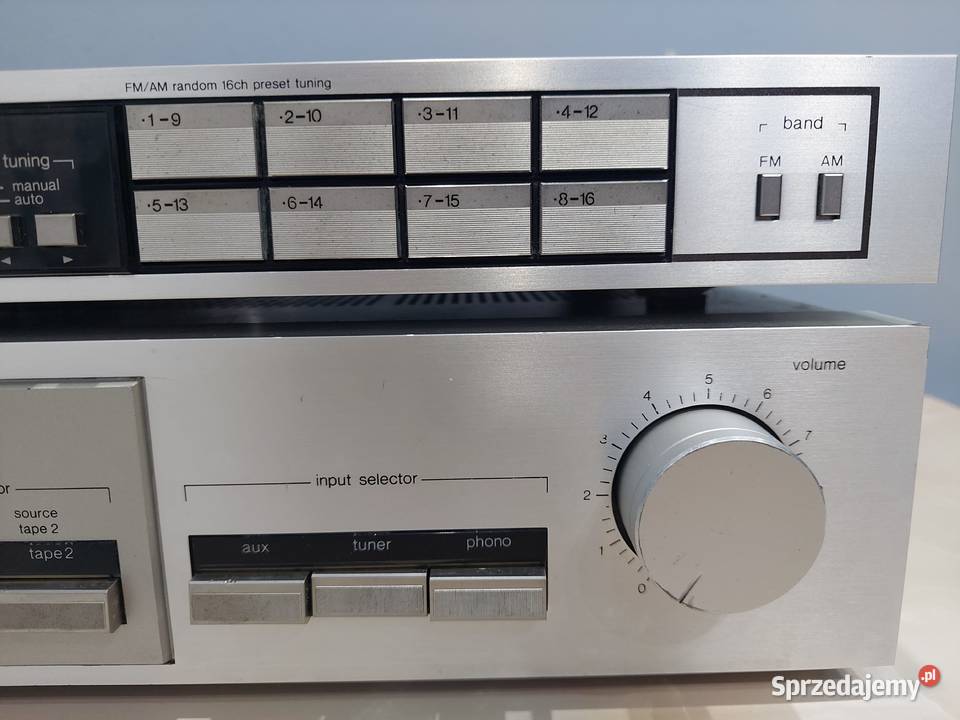 FM/AM random 16ch preset tuning
·1-9
·2-10
·3-11
·4-12
band
FM
AM
tuning
manual
auto
·5-13
·6-14
·7-15
·8-16
volume
0
1
2
3
4
5
6
7
input selector
or
source
tape 2
tape 2
aux
tuner
phono
Sprzedajemy.pl